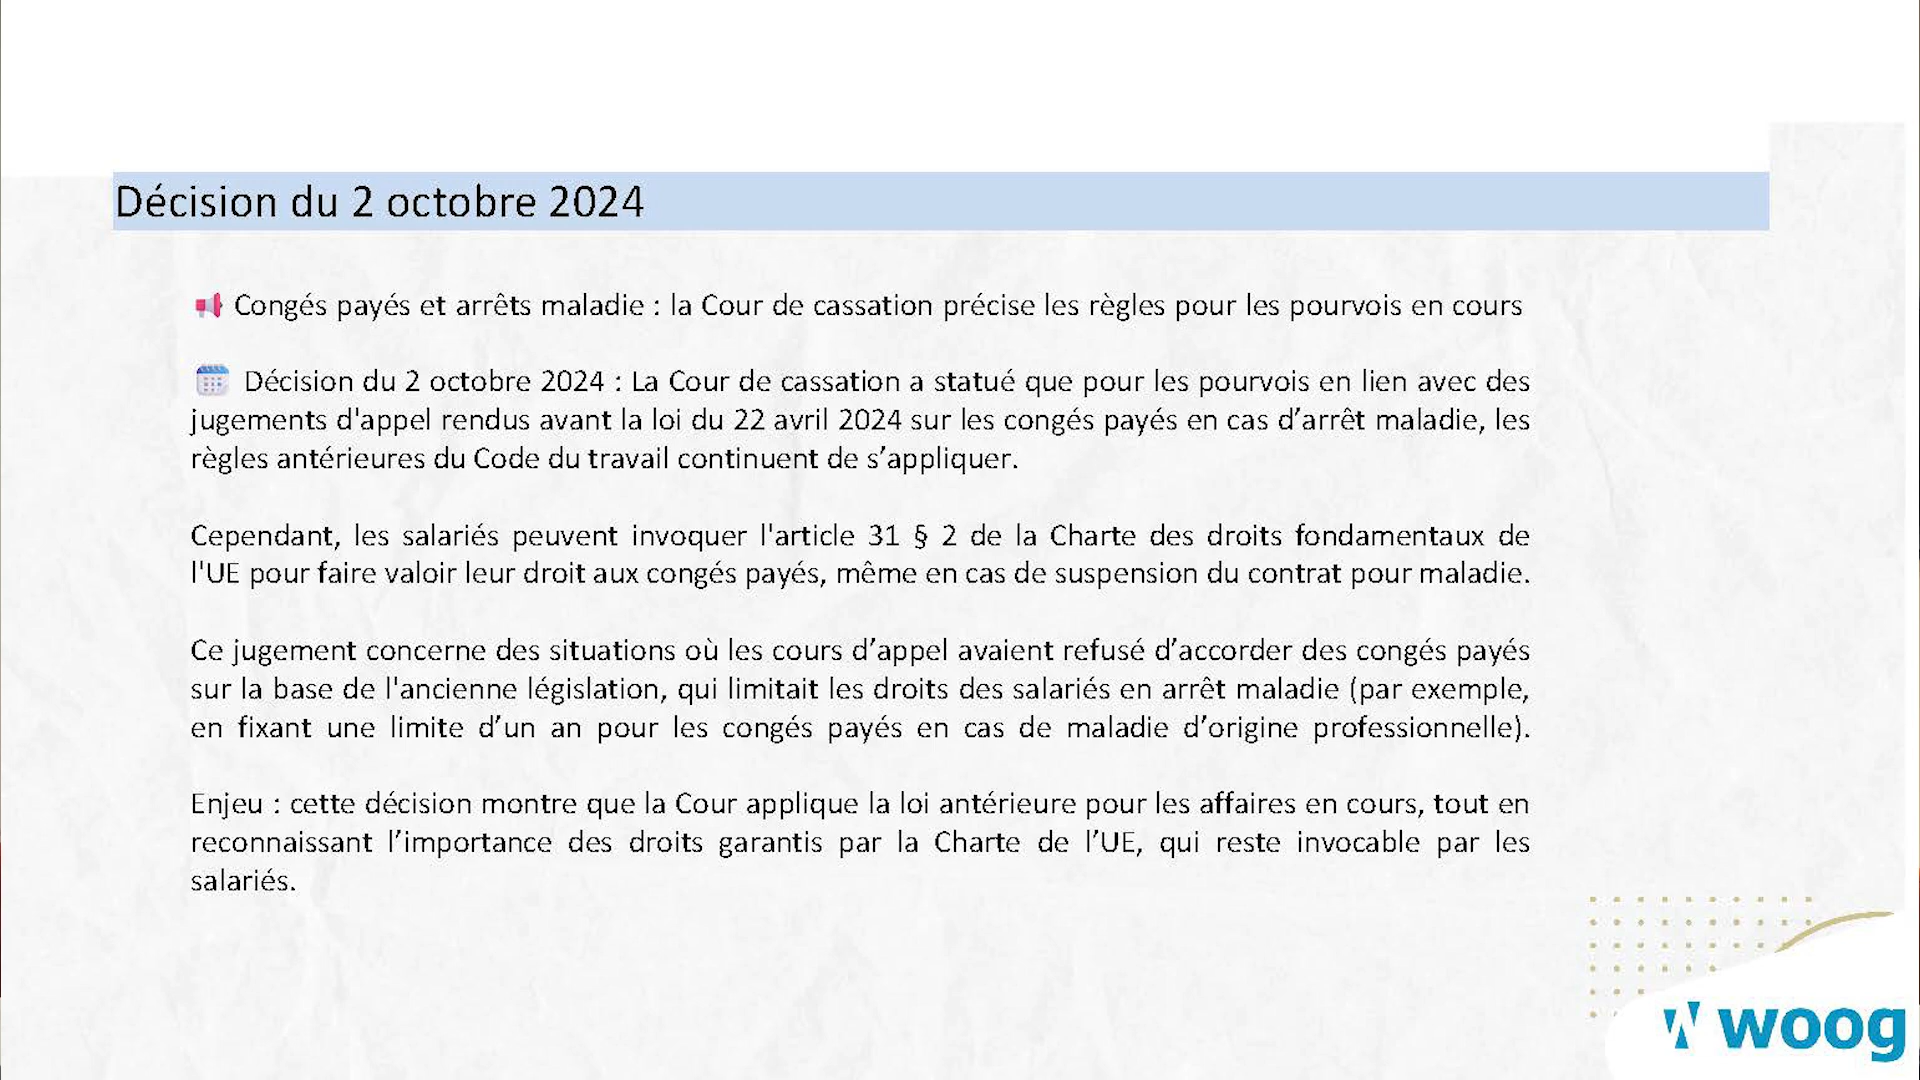 Décision du 2 octobre 2024
📢 Congés payés et arrêts maladie : la Cour de cassation précise les règles pour les pourvois en cours
🗓 Décision du 2 octobre 2024 : La Cour de cassation a statué que pour les pourvois en lien avec des
jugements d'appel rendus avant la loi du 22 avril 2024 sur les congés payés en cas d’arrêt maladie, les
règles antérieures du Code du travail continuent de s’appliquer.
Cependant, les salariés peuvent invoquer l'article 31 § 2 de la Charte des droits fondamentaux de
l'UE pour faire valoir leur droit aux congés payés, même en cas de suspension du contrat pour maladie.
Ce jugement concerne des situations où les cours d’appel avaient refusé d’accorder des congés payés
sur la base de l'ancienne législation, qui limitait les droits des salariés en arrêt maladie (par exemple,
en fixant une limite d’un an pour les congés payés en cas de maladie d’origine professionnelle).
Enjeu : cette décision montre que la Cour applique la loi antérieure pour les affaires en cours, tout en
reconnaissant l’importance des droits garantis par la Charte de l’UE, qui reste invocable par les
salariés.
woog